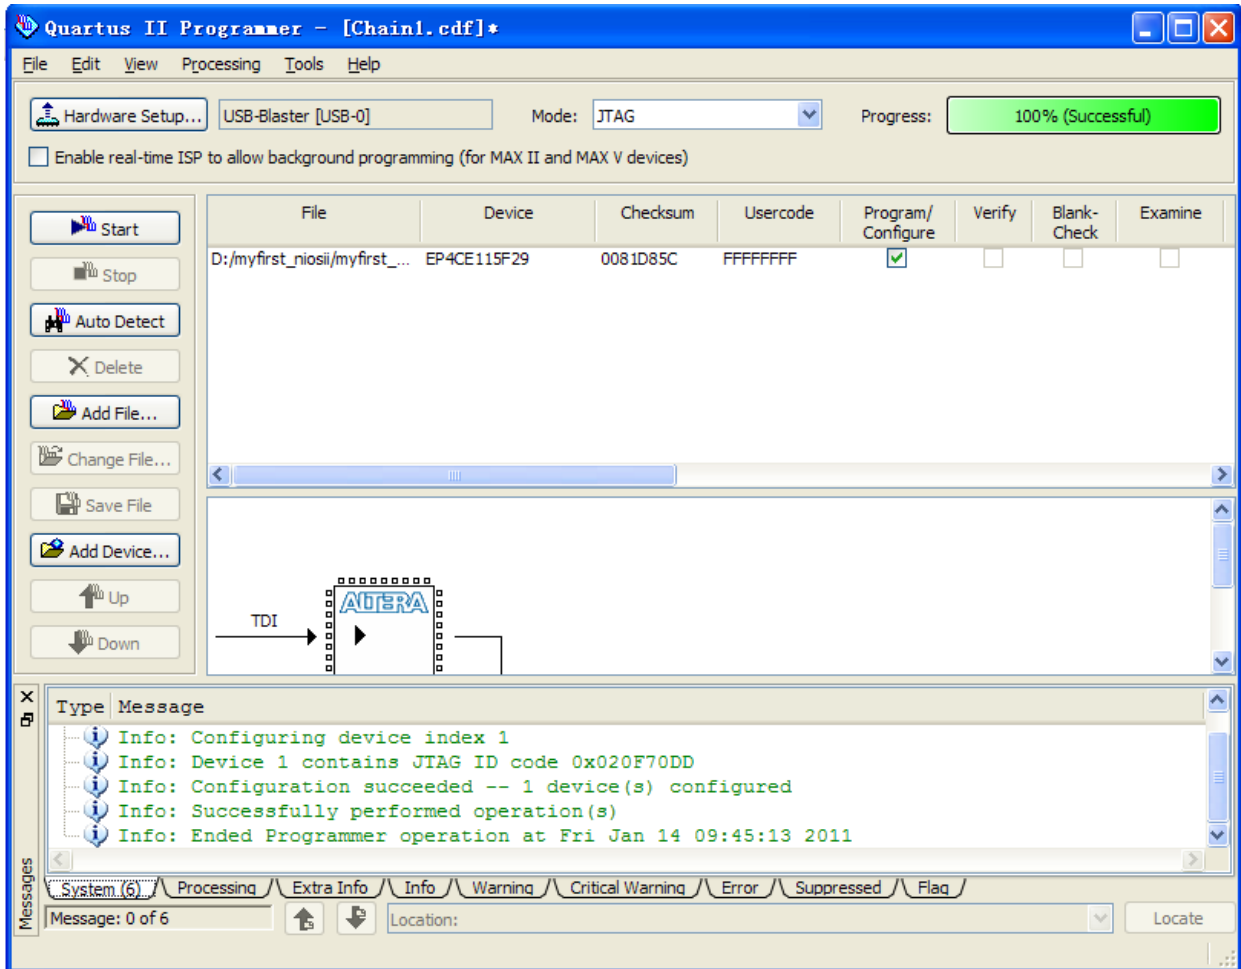 Quartus II Programmer - [Chain1.cdf]*
File Edit View Processing Tools Help
Hardware Setup... USB-Blaster [USB-0] Mode: JTAG Progress: 100% (Successful)
Enable real-time ISP to allow background programming (for MAX II and MAX V devices)
File Device Checksum Usercode Program/ Configure Verify Blank- Check Examine
D:/myfirst_niosii/myfirst_... EP4CE115F29 0081D85C FFFFFFFF
Start
Stop
Auto Detect
Delete
Add File...
Change File...
Save File
Add Device...
Up
Down
ALTERA
TDI
Type Message
Info: Configuring device index 1
Info: Device 1 contains JTAG ID code 0x020F70DD
Info: Configuration succeeded -- 1 device(s) configured
Info: Successfully performed operation(s)
Info: Ended Programmer operation at Fri Jan 14 09:45:13 2011
Messages
System (6) Processing Extra Info Info Warning Critical Warning Error Suppressed Flag
Message: 0 of 6 Location: Locate